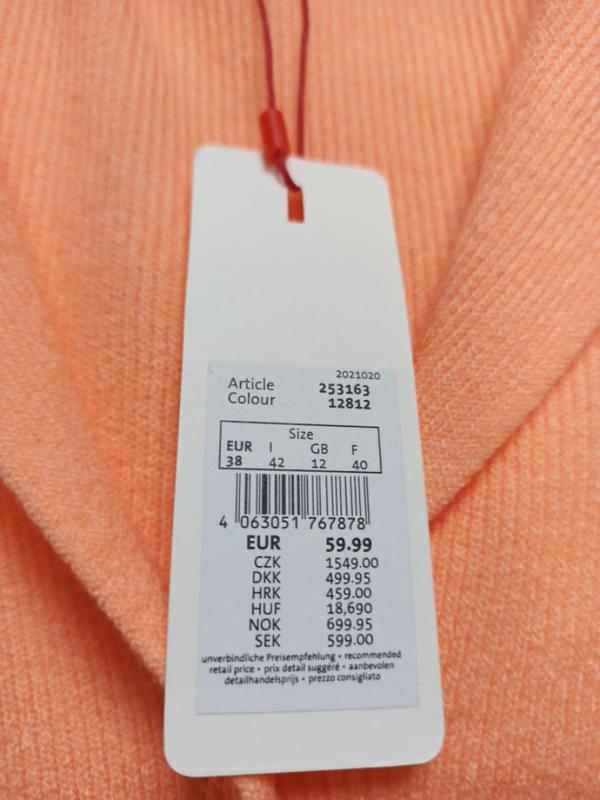 2021020
Article 253163
Colour 12812
Size
EUR I GB F
38 42 12 40
4 063051 767878
EUR 59.99
CZK 1549.00
DKK 499.95
HRK 459.00
HUF 18,690
NOK 699.95
SEK 599.00
unverbindliche Preisempfehlung • recommended
retail price • prix detail suggéré • aanbevolen
detailhandelsprijs • prezzo consigliato